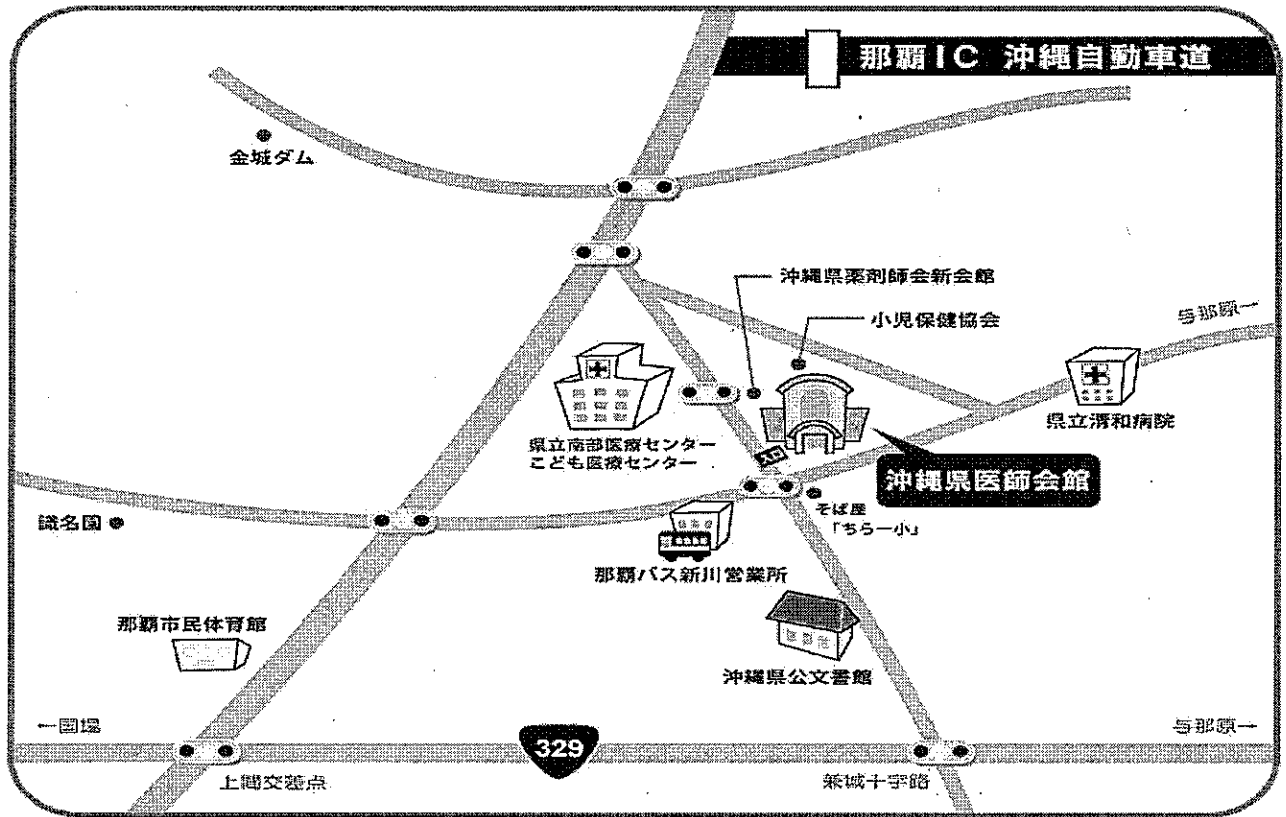 那覇IC 沖縄自動車道
金城ダム
沖縄県薬剤師会新会館
小児保健協会
与那原→
県立南部医療センター
こども医療センター
県立清和病院
入口
沖縄県医師会館
識名園
そば屋
「ちらー小」
那覇バス新川営業所
那覇市民体育館
沖縄県公文書館
←国場
329
与那原→
上間交差点
兼城十字路